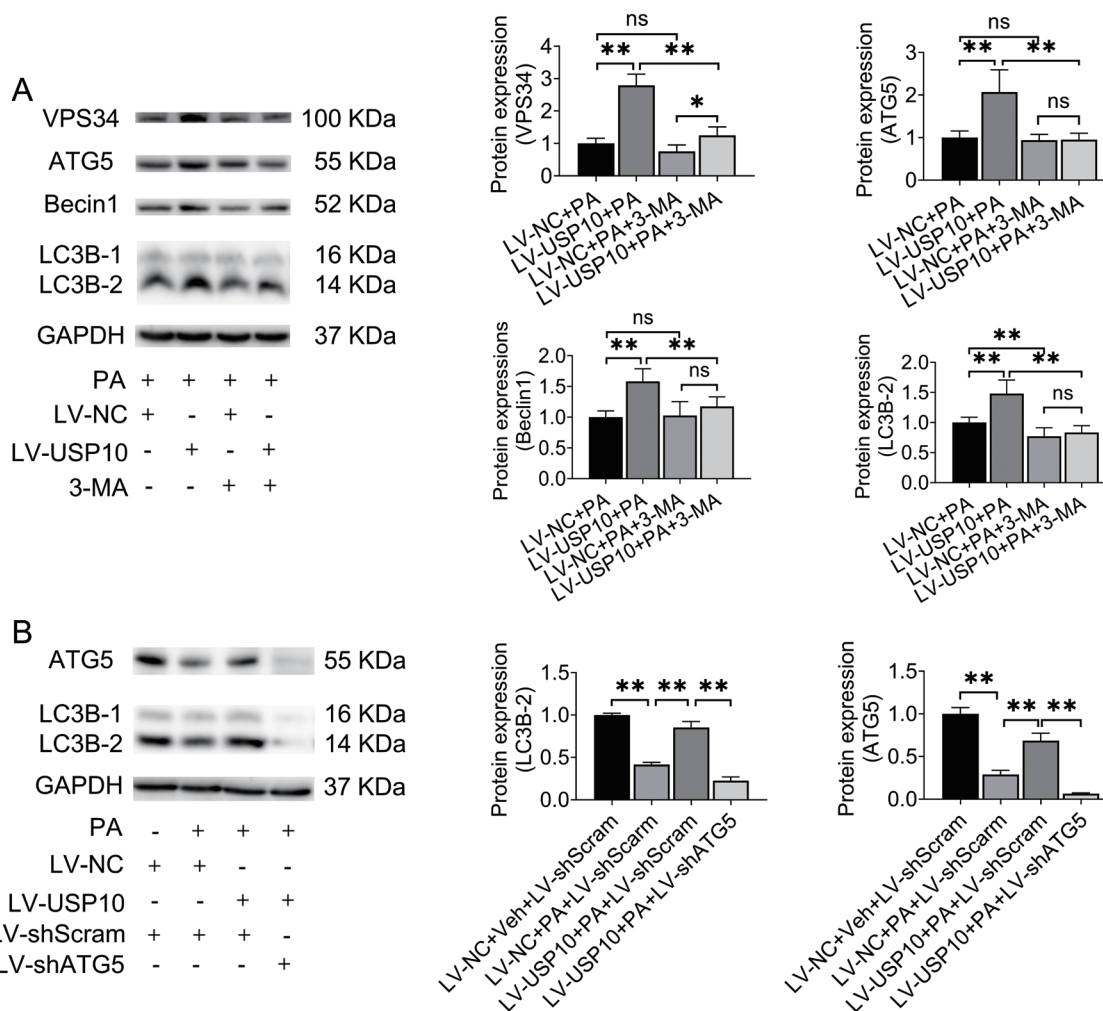 A
VPS34 100 KDa
ATG5 55 KDa
Becin1 52 KDa
LC3B-1 16 KDa
LC3B-2 14 KDa
GAPDH 37 KDa
PA + + + +
LV-NC + - + -
LV-USP10 - + - +
3-MA - - + +
Protein expression
(VPS34)
4
3
2
1
0
ns
** **
*
LV-NC+PA
LV-USP10+PA
LV-NC+PA+3-MA
LV-USP10+PA+3-MA
Protein expression
(ATG5)
3
2
1
0
ns
** **
ns
LV-NC+PA
LV-USP10+PA
LV-NC+PA+3-MA
LV-USP10+PA+3-MA
Protein expressions
(Beclin1)
2.0
1.5
1.0
0.5
0.0
ns
** **
ns
LV-NC+PA
LV-USP10+PA
LV-NC+PA+3-MA
LV-USP10+PA+3-MA
Protein expression
(LC3B-2)
2.0
1.5
1.0
0.5
0.0
**
** **
ns
LV-NC+PA
LV-USP10+PA
LV-NC+PA+3-MA
LV-USP10+PA+3-MA
B
ATG5 55 KDa
LC3B-1 16 KDa
LC3B-2 14 KDa
GAPDH 37 KDa
PA - + + +
LV-NC + + - -
LV-USP10 - - + +
LV-shScram + + + -
LV-shATG5 - - - +
Protein expression
(LC3B-2)
1.5
1.0
0.5
0.0
** ** **
LV-NC+Veh+LV-shScram
LV-NC+PA+LV-shScarm
LV-USP10+PA+LV-shScram
LV-USP10+PA+LV-shATG5
Protein expression
(ATG5)
1.5
1.0
0.5
0.0
**
** **
LV-NC+Veh+LV-shScram
LV-NC+PA+LV-shScarm
LV-USP10+PA+LV-shScram
LV-USP10+PA+LV-shATG5